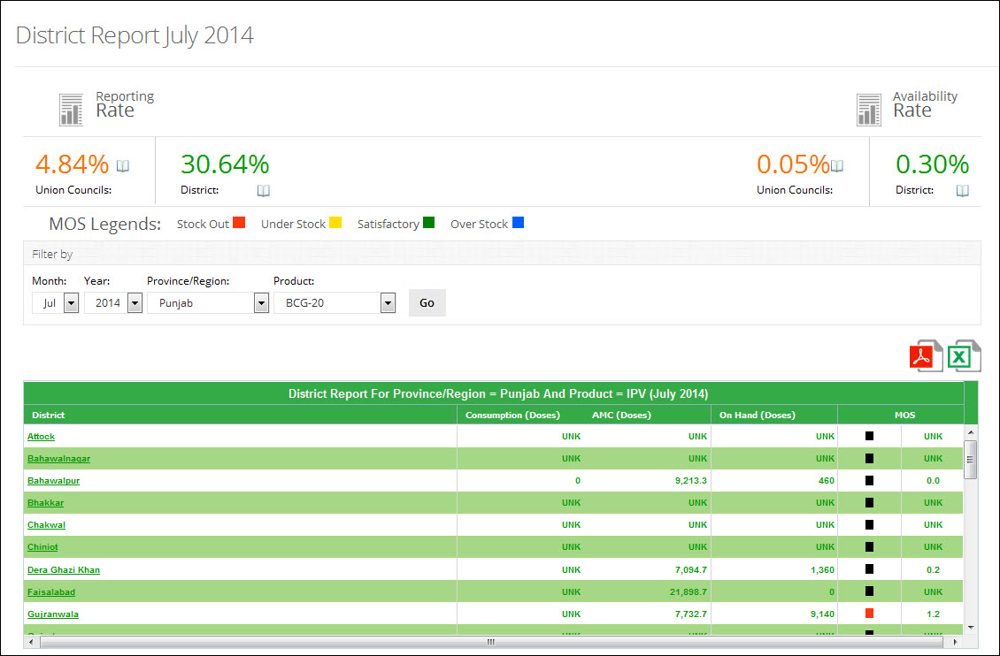 District Report July 2014
Reporting
Rate
Availability
Rate
4.84%
30.64%
0.05%
0.30%
Union Councils:
District:
Union Councils:
District:
MOS Legends: Stock Out Under Stock Satisfactory Over Stock
Filter by
Month: Year: Province/Region: Product:
Jul 2014 Punjab BCG-20 Go
District Report For Province/Region = Punjab And Product = IPV (July 2014)
District Consumption (Doses) AMC (Doses) On Hand (Doses) MOS
Attock UNK UNK UNK UNK
Bahawalnagar UNK UNK UNK UNK
Bahawalpur 0 9,213.3 460 0.0
Bhakkar UNK UNK UNK UNK
Chakwal UNK UNK UNK UNK
Chiniot UNK UNK UNK UNK
Dera Ghazi Khan UNK 7,094.7 1,360 0.2
Faisalabad UNK 21,898.7 0 UNK
Gujranwala UNK 7,732.7 9,140 1.2